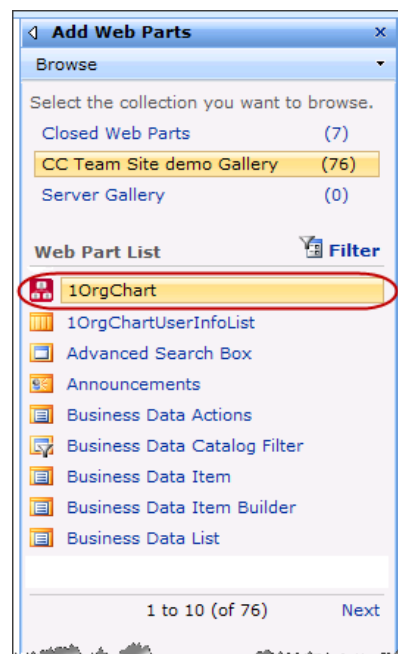 Add Web Parts
Browse
Select the collection you want to browse.
Closed Web Parts (7)
CC Team Site demo Gallery (76)
Server Gallery (0)
Web Part List Filter
1OrgChart
1OrgChartUserInfoList
Advanced Search Box
Announcements
Business Data Actions
Business Data Catalog Filter
Business Data Item
Business Data Item Builder
Business Data List
1 to 10 (of 76) Next